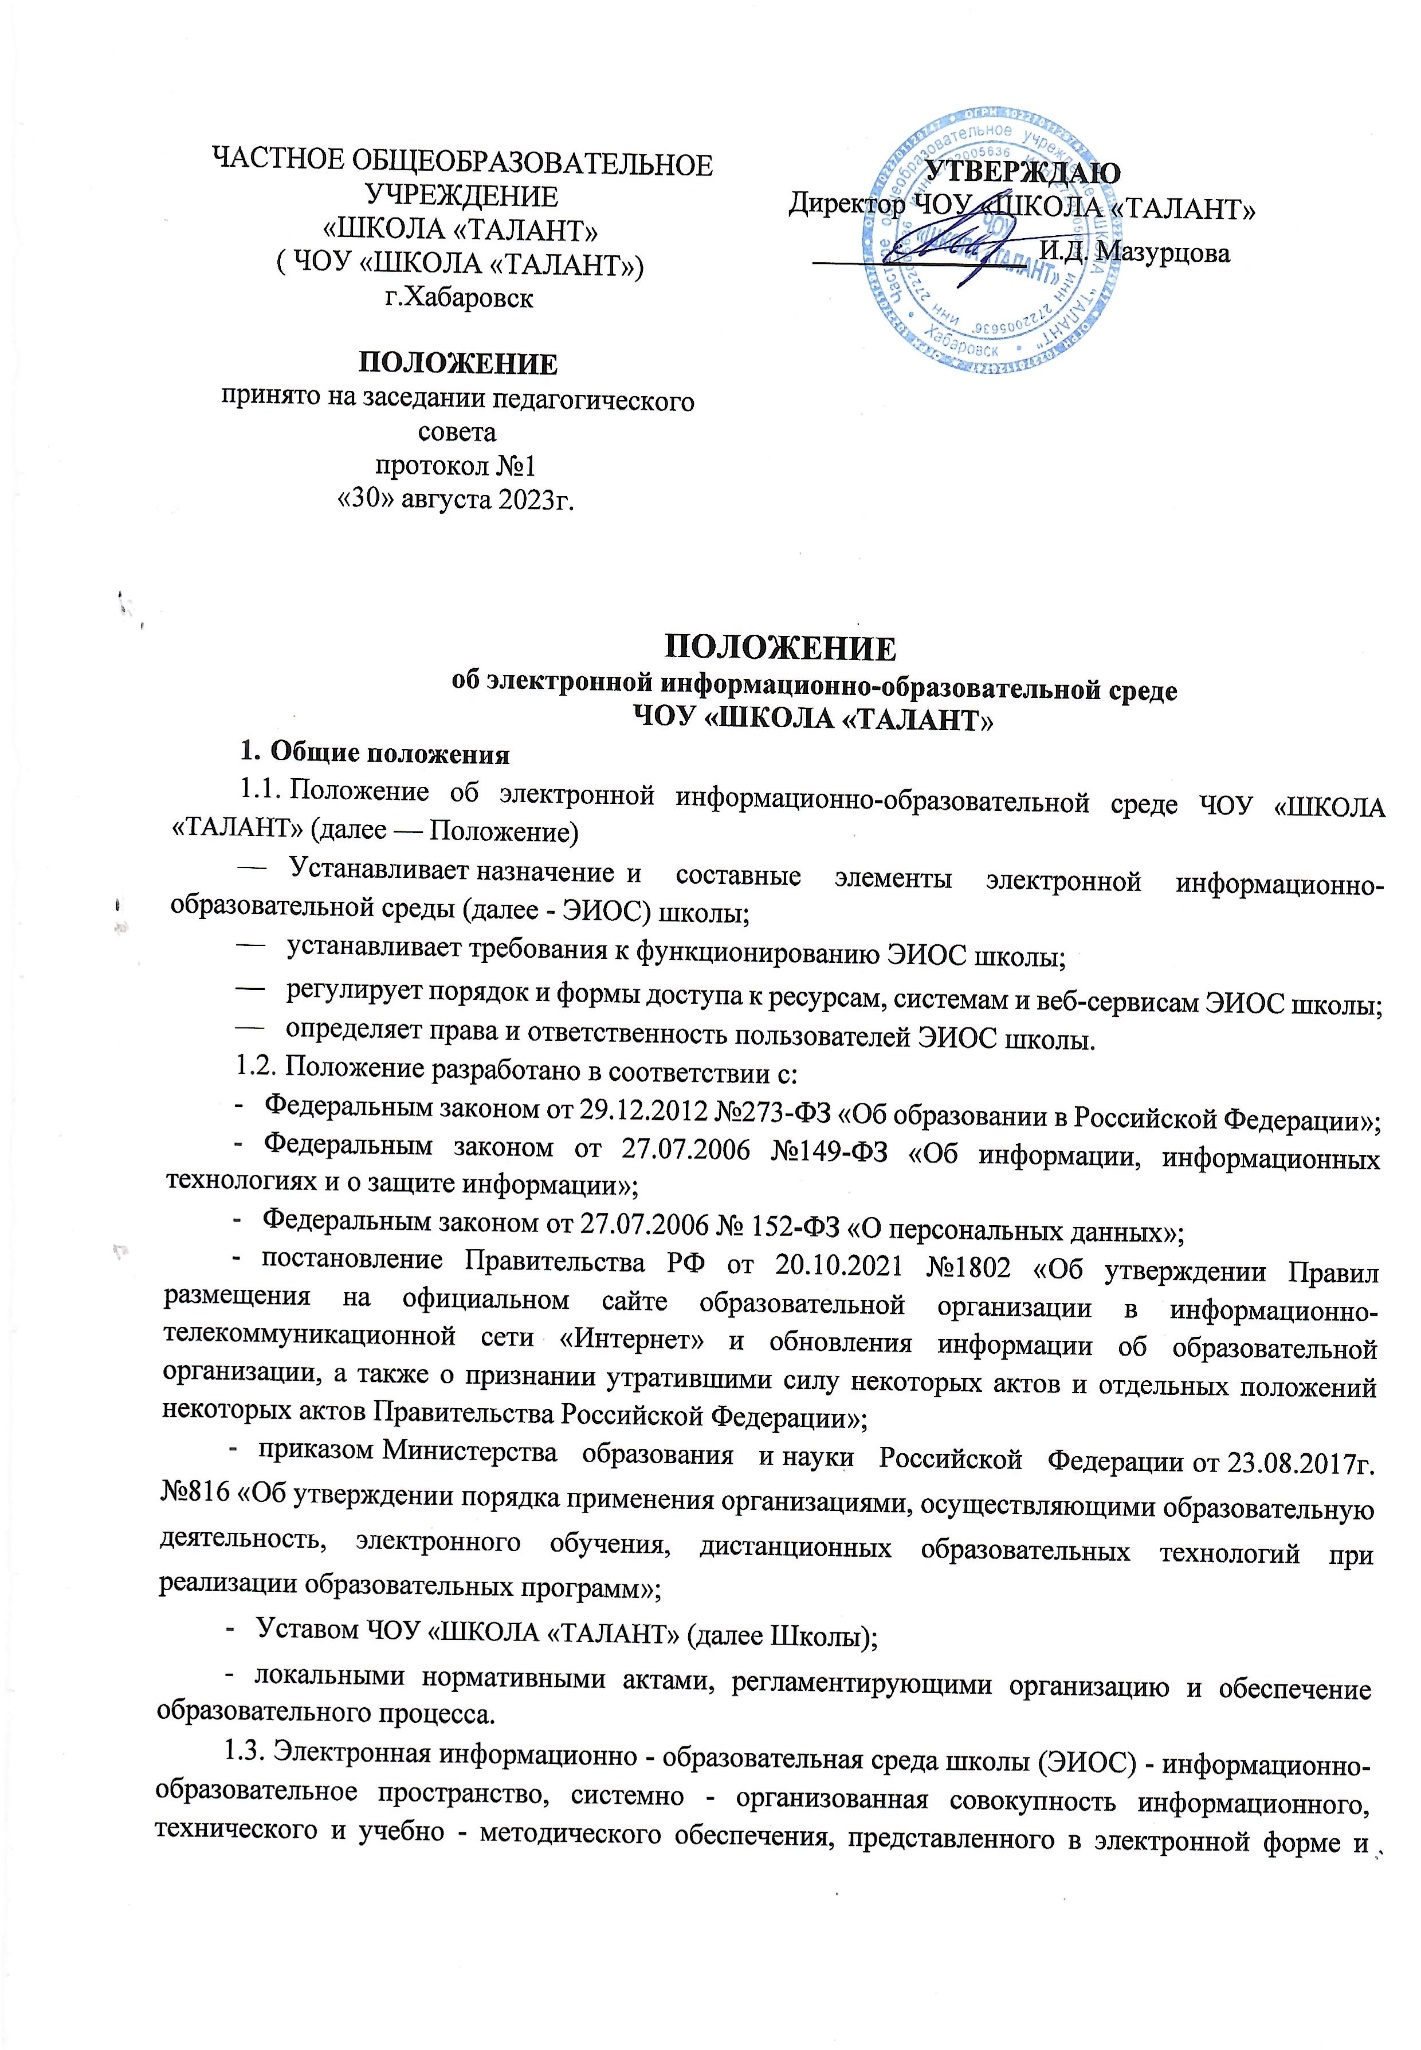 ЧАСТНОЕ ОБЩЕОБРАЗОВАТЕЛЬНОЕ
УЧРЕЖДЕНИЕ
«ШКОЛА «ТАЛАНТ»
( ЧОУ «ШКОЛА «ТАЛАНТ»)
г.Хабаровск
ПОЛОЖЕНИЕ
принято на заседании педагогического
совета
протокол №1
«30» августа 2023г.
УТВЕРЖДАЮ
Директор ЧОУ «ШКОЛА «ТАЛАНТ»
И.Д. Мазурцова
Частное общеобразовательное учреждение "ШКОЛА "ТАЛАНТ"
Хабаровск
ИНН 2722005636
ЧОУ
«ШКОЛА «ТАЛАНТ»
ПОЛОЖЕНИЕ
об электронной информационно-образовательной среде
ЧОУ «ШКОЛА «ТАЛАНТ»
1. Общие положения
1.1. Положение об электронной информационно-образовательной среде ЧОУ «ШКОЛА
«ТАЛАНТ» (далее — Положение)
— Устанавливает назначение и составные элементы электронной информационно-
образовательной среды (далее - ЭИОС) школы;
— устанавливает требования к функционированию ЭИОС школы;
— регулирует порядок и формы доступа к ресурсам, системам и веб-сервисам ЭИОС школы;
— определяет права и ответственность пользователей ЭИОС школы.
1.2. Положение разработано в соответствии с:
- Федеральным законом от 29.12.2012 №273-ФЗ «Об образовании в Российской Федерации»;
- Федеральным законом от 27.07.2006 №149-ФЗ «Об информации, информационных
технологиях и о защите информации»;
- Федеральным законом от 27.07.2006 № 152-ФЗ «О персональных данных»;
- постановление Правительства РФ от 20.10.2021 №1802 «Об утверждении Правил
размещения на официальном сайте образовательной организации в информационно-
телекоммуникационной сети «Интернет» и обновления информации об образовательной
организации, а также о признании утратившими силу некоторых актов и отдельных положений
некоторых актов Правительства Российской Федерации»;
- приказом Министерства образования и науки Российской Федерации от 23.08.2017г.
№816 «Об утверждении порядка применения организациями, осуществляющими образовательную
деятельность, электронного обучения, дистанционных образовательных технологий при
реализации образовательных программ»;
- Уставом ЧОУ «ШКОЛА «ТАЛАНТ» (далее Школы);
- локальными нормативными актами, регламентирующими организацию и обеспечение
образовательного процесса.
1.3. Электронная информационно - образовательная среда школы (ЭИОС) - информационно-
образовательное пространство, системно - организованная совокупность информационного,
технического и учебно - методического обеспечения, представленного в электронной форме и